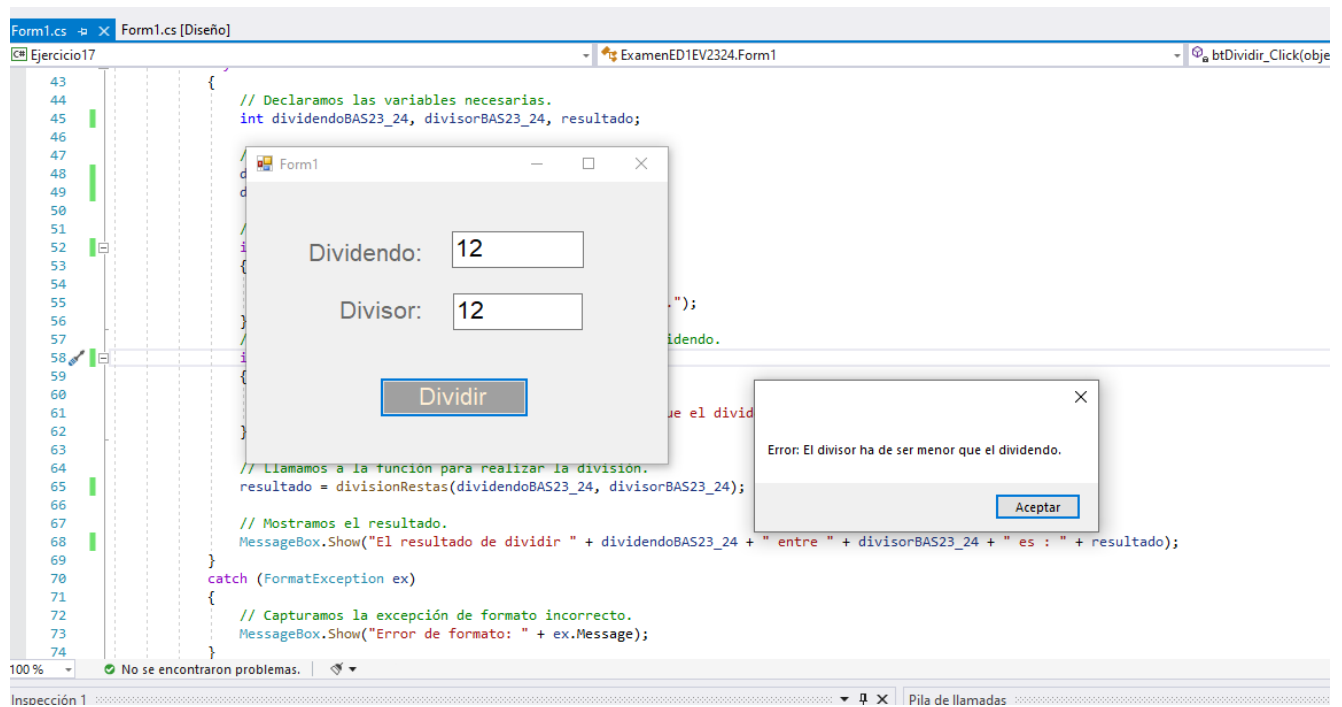 Form1.cs Form1.cs [Diseño]
C# Ejercicio17 ExamenED1EV2324.Form1 btDividir_Click(obje
43 {
44 // Declaramos las variables necesarias.
45 int dividendoBAS23_24, divisorBAS23_24, resultado;
46
47 /
48 d
49 d
50
51 /
52 i
53 {
54
55 .");
56 }
57 / idendo.
58 i
59 {
60
61 ue el divid
62 }
63
64 // Llamamos a la función para realizar la división.
65 resultado = divisionRestas(dividendoBAS23_24, divisorBAS23_24);
66
67 // Mostramos el resultado.
68 MessageBox.Show("El resultado de dividir " + dividendoBAS23_24 + " entre " + divisorBAS23_24 + " es : " + resultado);
69 }
70 catch (FormatException ex)
71 {
72 // Capturamos la excepción de formato incorrecto.
73 MessageBox.Show("Error de formato: " + ex.Message);
74 }
Form1
Dividendo: 12
Divisor: 12
Dividir
Error: El divisor ha de ser menor que el dividendo.
Aceptar
100 % No se encontraron problemas.
Inspección 1 Pila de llamadas